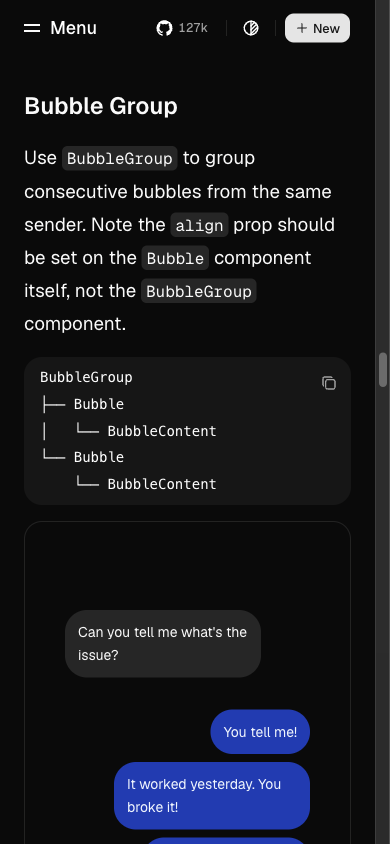 Menu
127k
+ New
Bubble Group
Use BubbleGroup to group
consecutive bubbles from the same
sender. Note the align prop should
be set on the Bubble component
itself, not the BubbleGroup
component.
BubbleGroup
├── Bubble
│   └── BubbleContent
└── Bubble
    └── BubbleContent
Can you tell me what's the
issue?
You tell me!
It worked yesterday. You
broke it!